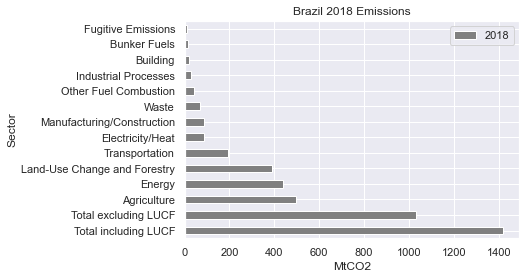 Brazil 2018 Emissions
2018
Sector
Fugitive Emissions
Bunker Fuels
Building
Industrial Processes
Other Fuel Combustion
Waste
Manufacturing/Construction
Electricity/Heat
Transportation
Land-Use Change and Forestry
Energy
Agriculture
Total excluding LUCF
Total including LUCF
0 200 400 600 800 1000 1200 1400
MtCO2